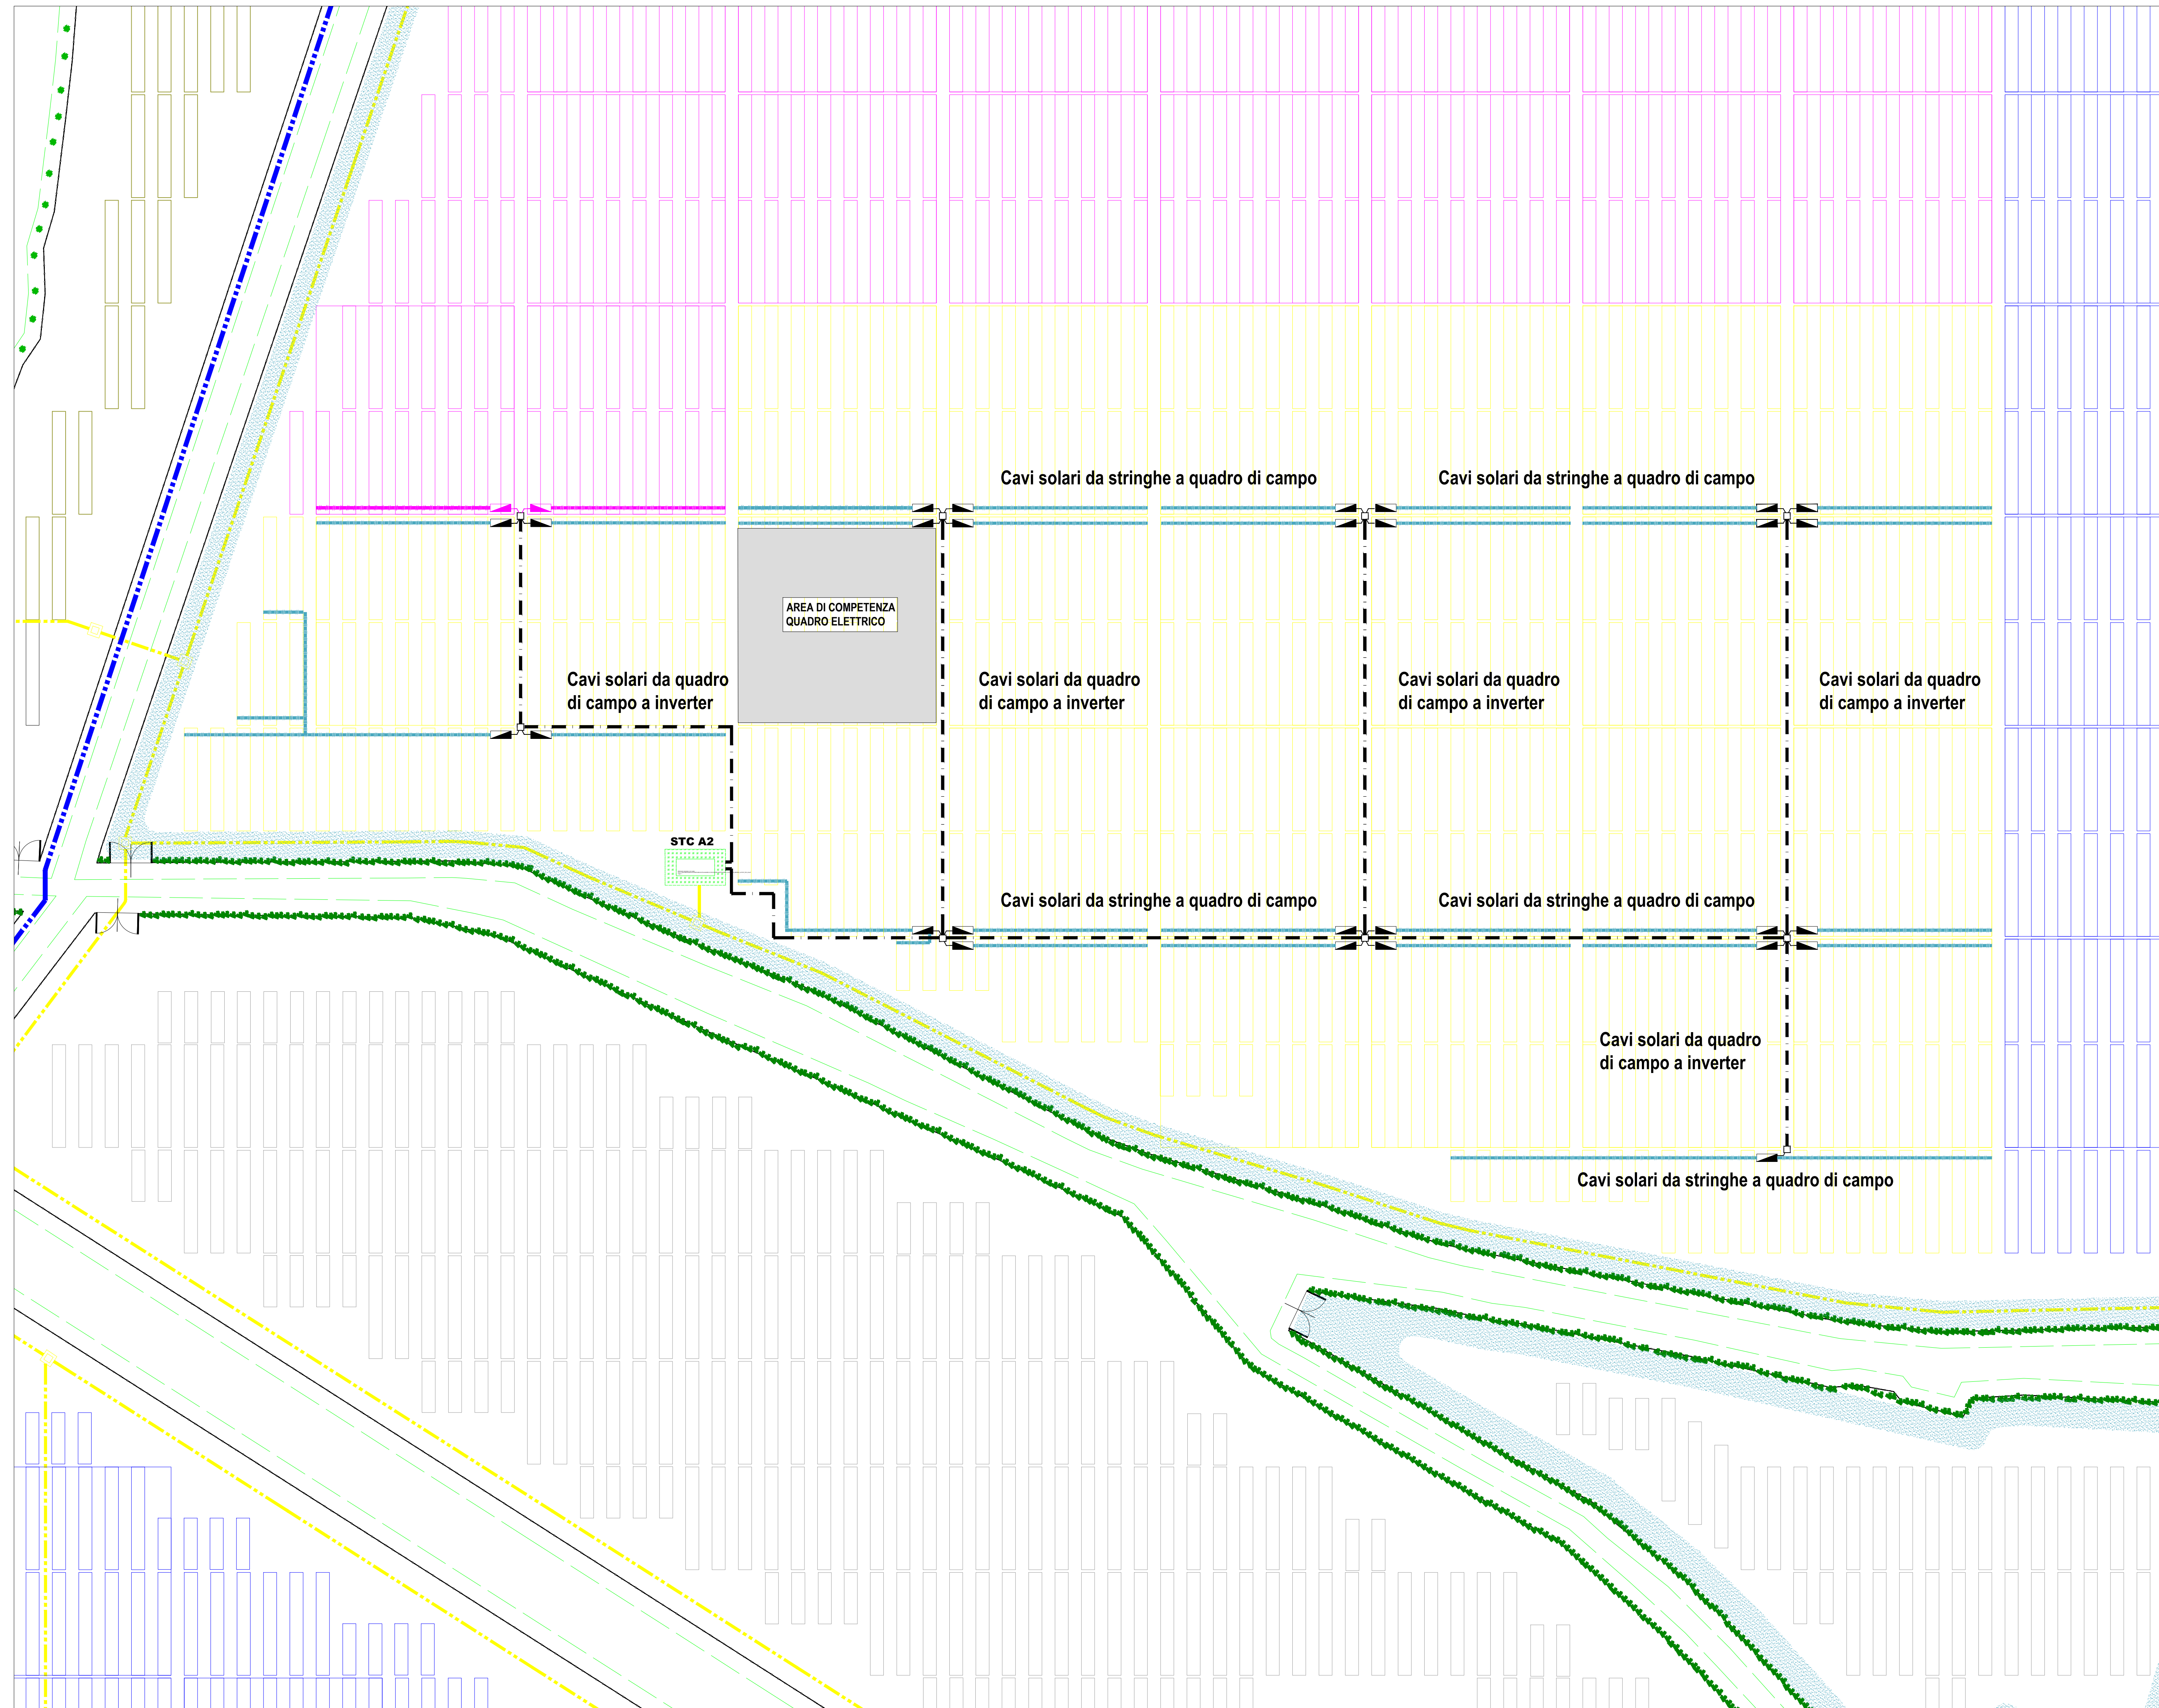 Cavi solari da stringhe a quadro di campo
Cavi solari da stringhe a quadro di campo
AREA DI COMPETENZA
QUADRO ELETTRICO
Cavi solari da quadro
di campo a inverter
Cavi solari da quadro
di campo a inverter
Cavi solari da quadro
di campo a inverter
Cavi solari da quadro
di campo a inverter
STC A2
Cavi solari da stringhe a quadro di campo
Cavi solari da stringhe a quadro di campo
Cavi solari da quadro
di campo a inverter
Cavi solari da stringhe a quadro di campo